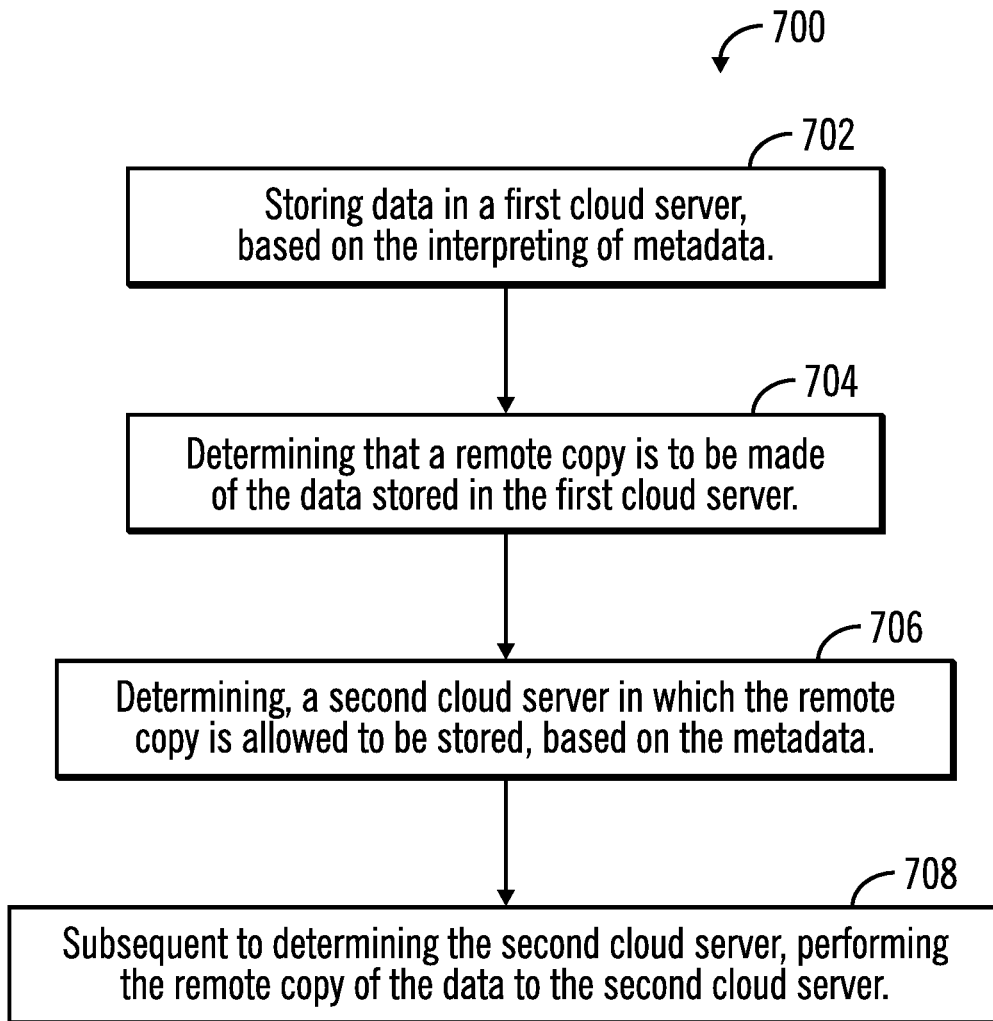 700
702
Storing data in a first cloud server,
based on the interpreting of metadata.
704
Determining that a remote copy is to be made
of the data stored in the first cloud server.
706
Determining, a second cloud server in which the remote
copy is allowed to be stored, based on the metadata.
708
Subsequent to determining the second cloud server, performing
the remote copy of the data to the second cloud server.